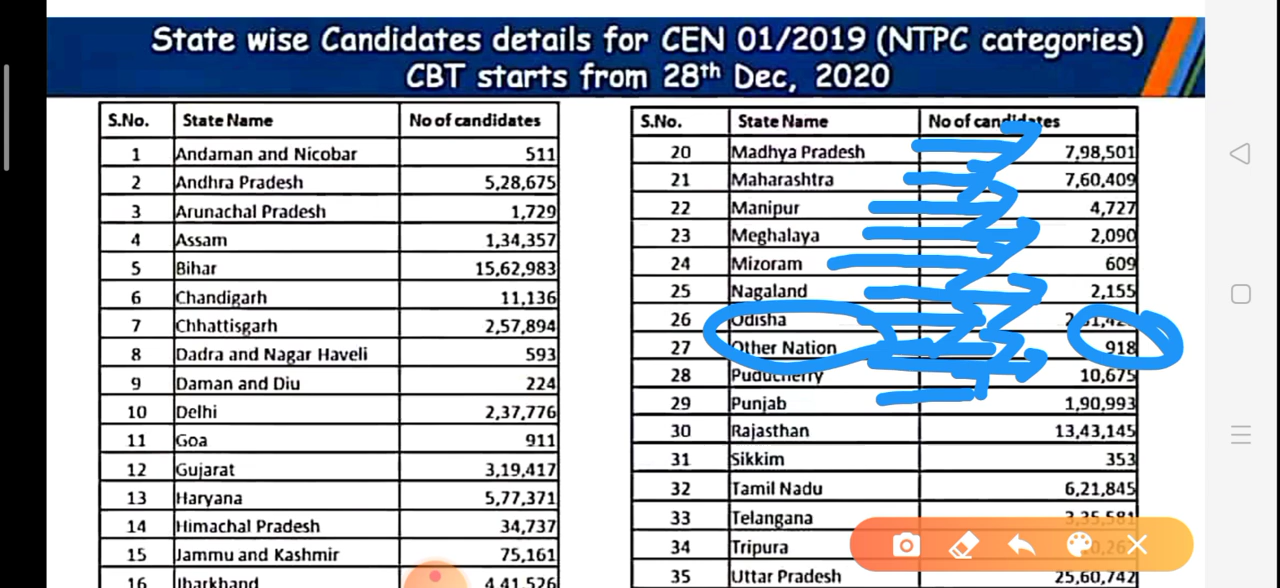 State wise Candidates details for CEN 01/2019 (NTPC categories)
CBT starts from 28th Dec, 2020
S.No. State Name No of candidates
1 Andaman and Nicobar 511
2 Andhra Pradesh 5,28,675
3 Arunachal Pradesh 1,729
4 Assam 1,34,357
5 Bihar 15,62,983
6 Chandigarh 11,136
7 Chhattisgarh 2,57,894
8 Dadra and Nagar Haveli 593
9 Daman and Diu 224
10 Delhi 2,37,776
11 Goa 911
12 Gujarat 3,19,417
13 Haryana 5,77,371
14 Himachal Pradesh 34,737
15 Jammu and Kashmir 75,161
16 Jharkhand 4,41,526
S.No. State Name No of candidates
20 Madhya Pradesh 7,98,501
21 Maharashtra 7,60,409
22 Manipur 4,727
23 Meghalaya 2,090
24 Mizoram 609
25 Nagaland 2,155
26 Odisha
27 Other Nation 918
28 Puducherry 10,675
29 Punjab 1,90,993
30 Rajasthan 13,43,145
31 Sikkim 353
32 Tamil Nadu 6,21,845
33 Telangana 3,35,581
34 Tripura
35 Uttar Pradesh 25,60,747